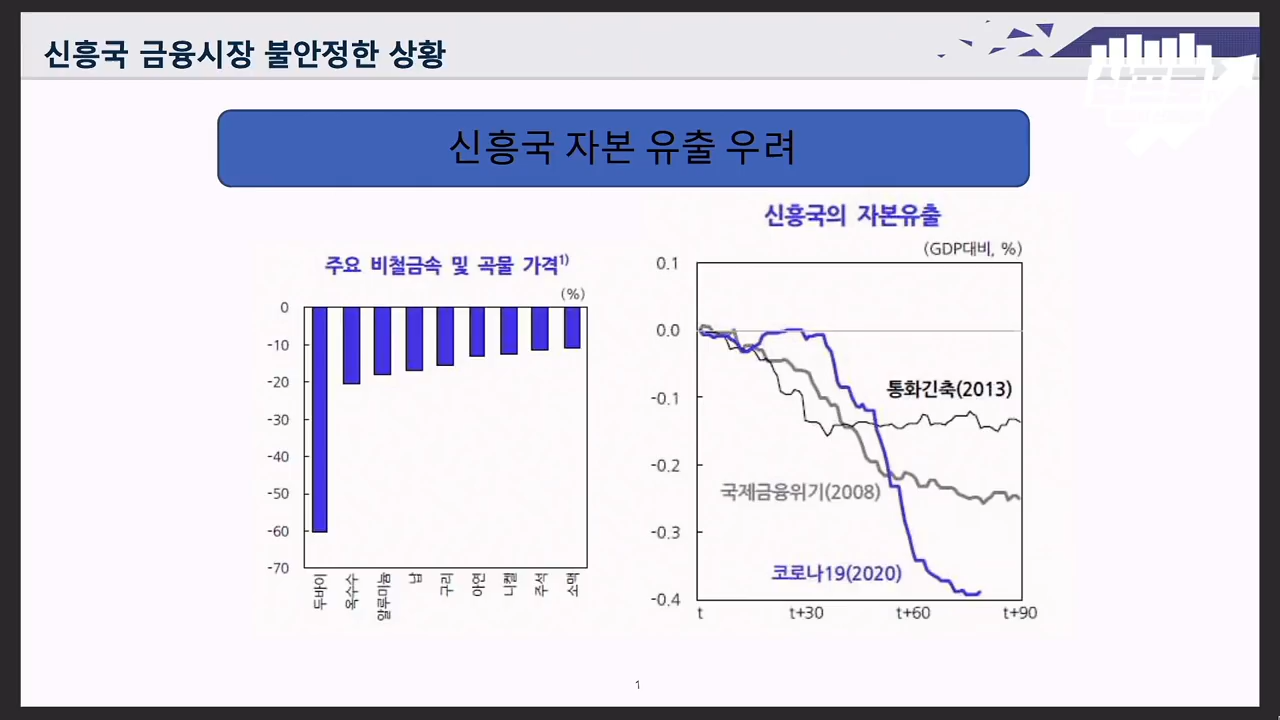 신흥국 금융시장 불안정한 상황
신흥국 자본 유출 우려
주요 비철금속 및 곡물 가격1)
(%)
0
-10
-20
-30
-40
-50
-60
-70
두바이
옥수수
알루미늄
납
구리
아연
니켈
주석
소맥
신흥국의 자본유출
(GDP대비, %)
0.1
0.0
-0.1
-0.2
-0.3
-0.4
통화긴축(2013)
국제금융위기(2008)
코로나19(2020)
t
t+30
t+60
t+90
1